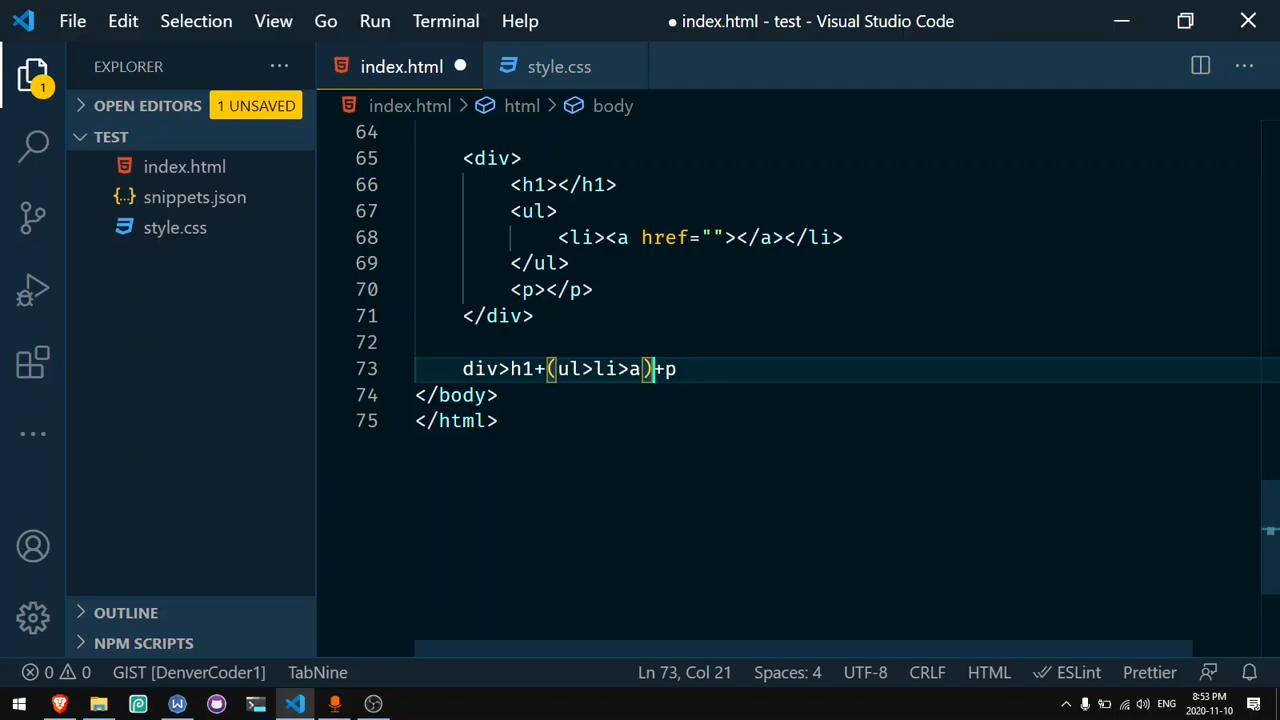 File Edit Selection View Go Run Terminal Help ● index.html - test - Visual Studio Code
EXPLORER ···
index.html ●
style.css
1
OPEN EDITORS 1 UNSAVED
index.html > html > body
TEST
index.html
snippets.json
style.css
64
65 <div>
66 <h1></h1>
67 <ul>
68 <li><a href=""></a></li>
69 </ul>
70 <p></p>
71 </div>
72
73 div>h1+(ul>li>a)+p
74 </body>
75 </html>
OUTLINE
NPM SCRIPTS
0 0 GIST [DenverCoder1] TabNine Ln 73, Col 21 Spaces: 4 UTF-8 CRLF HTML ESLint Prettier
ENG 8:53 PM
2020-11-10